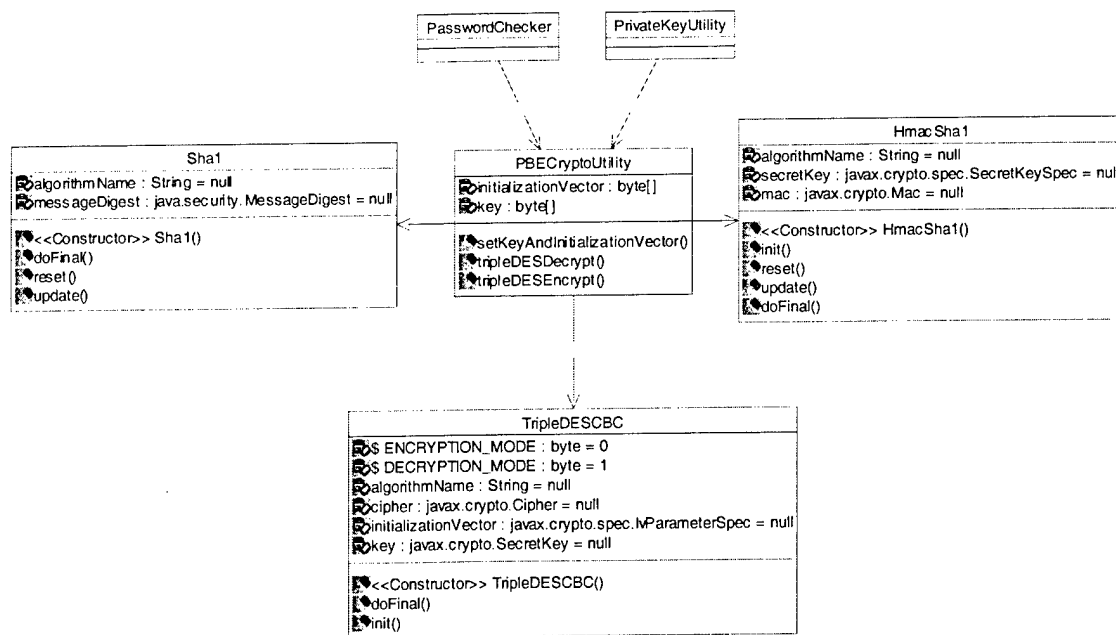 PasswordChecker
PrivateKeyUtility
Sha1
algorithmName : String = null
messageDigest : java.security.MessageDigest = null
<<Constructor>> Sha1()
doFinal()
reset()
update()
PBECryptoUtility
initializationVector : byte[]
key : byte[]
setKeyAndInitializationVector()
tripleDESDecrypt()
tripleDESEncrypt()
HmacSha1
algorithmName : String = null
secretKey : javax.crypto.spec.SecretKeySpec = nul
mac : javax.crypto.Mac = null
<<Constructor>> HmacSha1()
init()
reset()
update()
doFinal()
TripleDESCBC
$ ENCRYPTION_MODE : byte = 0
$ DECRYPTION_MODE : byte = 1
algorithmName : String = null
cipher : javax.crypto.Cipher = null
initializationVector : javax.crypto.spec.IvParameterSpec = null
key : javax.crypto.SecretKey = null
<<Constructor>> TripleDESCBC()
doFinal()
init()